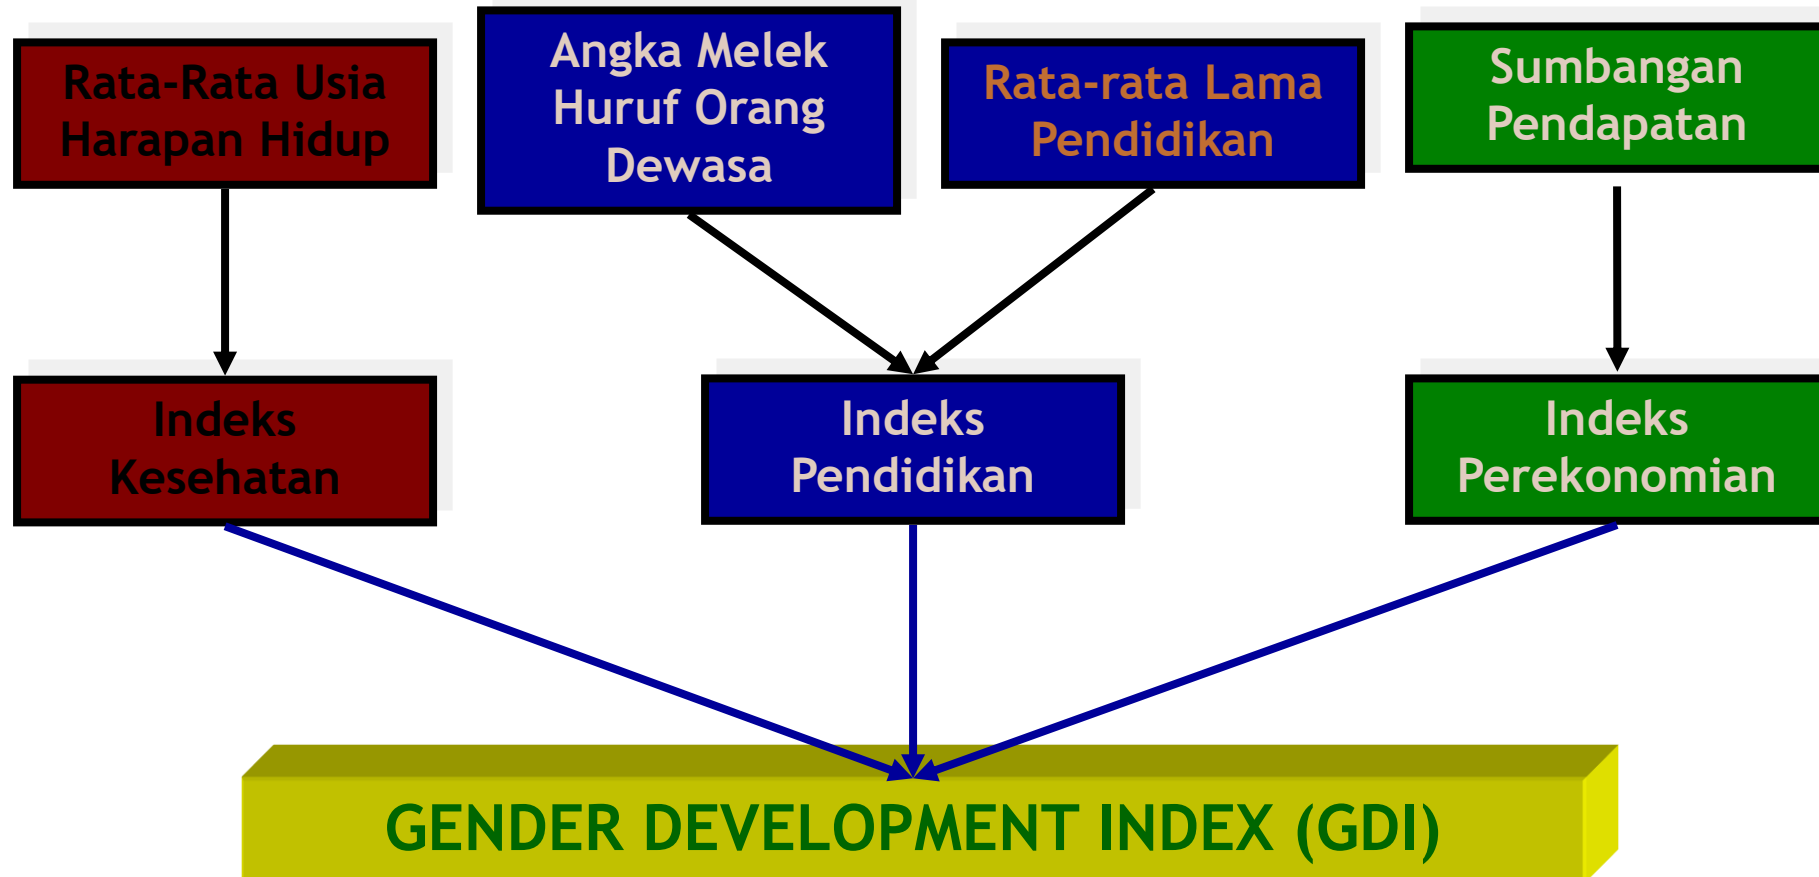 Rata-Rata Usia
Harapan Hidup
Angka Melek
Huruf Orang
Dewasa
Rata-rata Lama
Pendidikan
Sumbangan
Pendapatan
Indeks
Kesehatan
Indeks
Pendidikan
Indeks
Perekonomian
GENDER DEVELOPMENT INDEX (GDI)